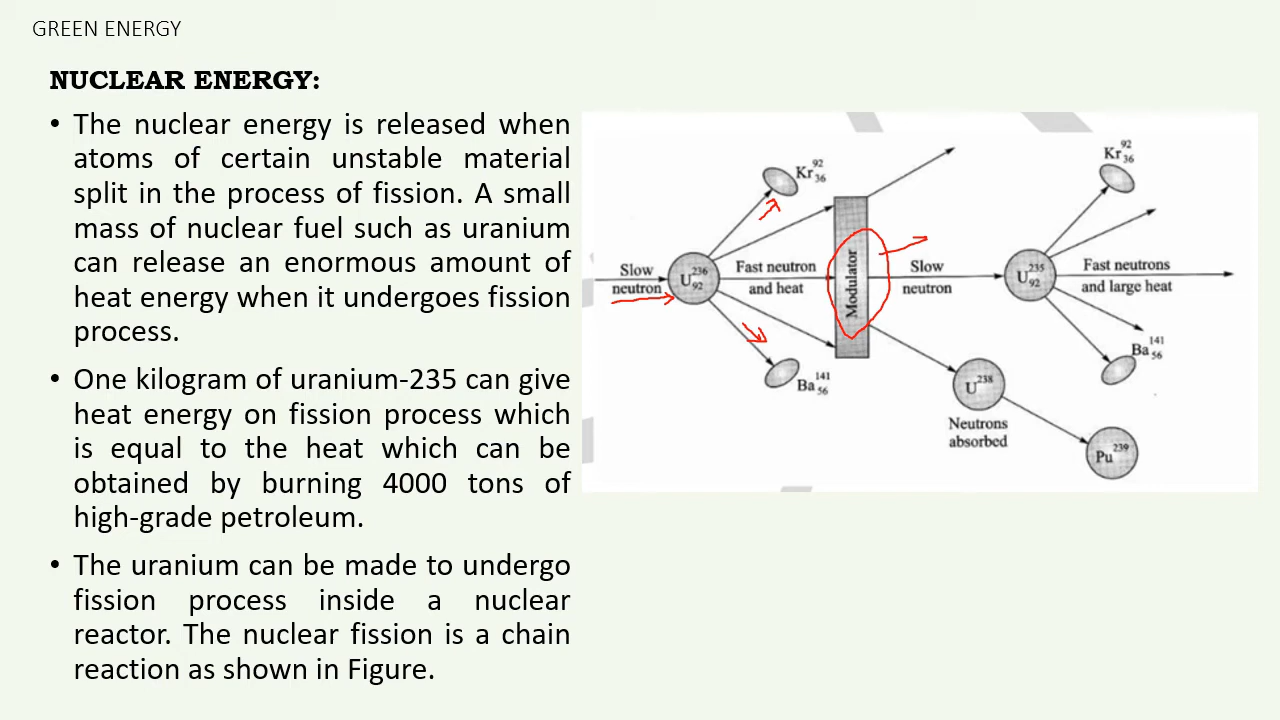 GREEN ENERGY
NUCLEAR ENERGY:
• The nuclear energy is released when
atoms of certain unstable material
split in the process of fission. A small
mass of nuclear fuel such as uranium
can release an enormous amount of
heat energy when it undergoes fission
process.
• One kilogram of uranium-235 can give
heat energy on fission process which
is equal to the heat which can be
obtained by burning 4000 tons of
high-grade petroleum.
• The uranium can be made to undergo
fission process inside a nuclear
reactor. The nuclear fission is a chain
reaction as shown in Figure.
Kr 92 36
Slow
neutron
U 236 92
Fast neutron
and heat
Ba 141 56
Modulator
Slow
neutron
U 235 92
Kr 92 36
Fast neutrons
and large heat
Ba 141 56
U 238
Neutrons
absorbed
Pu 239